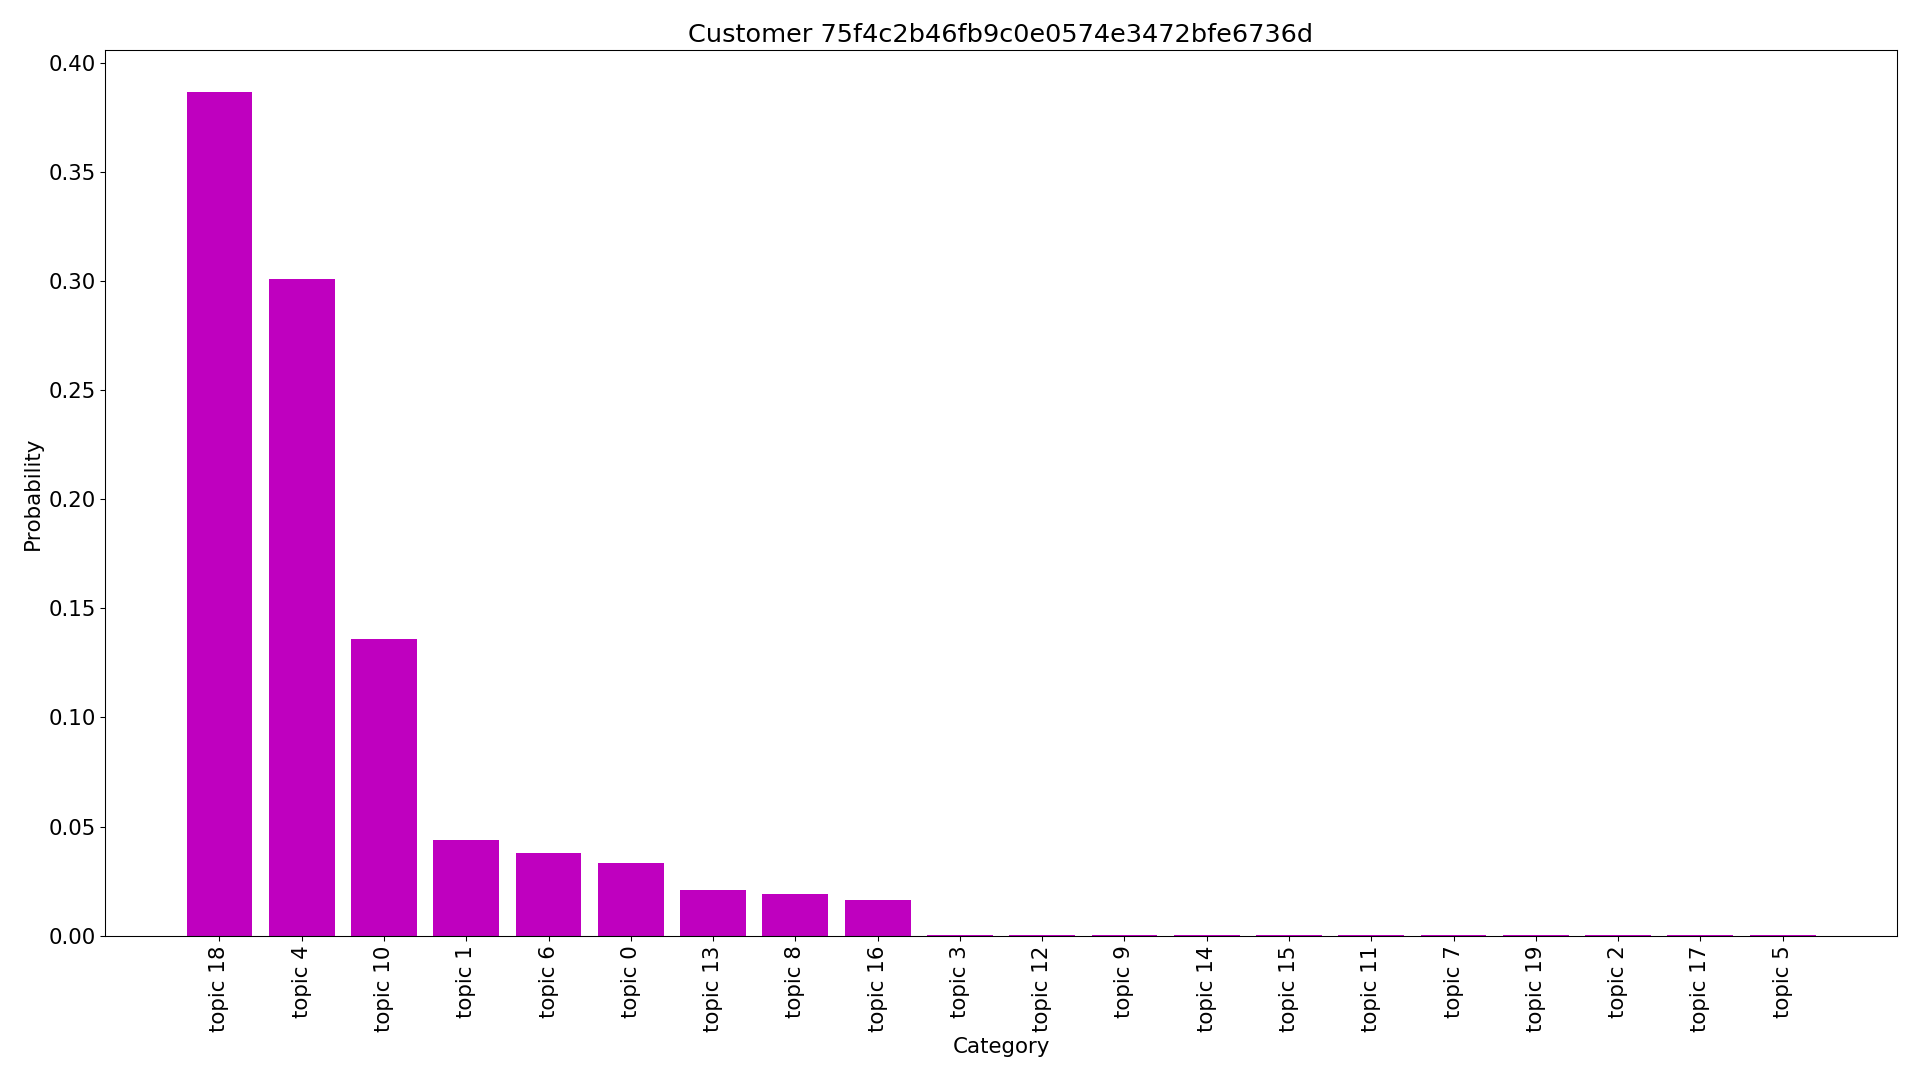 Customer 75f4c2b46fb9c0e0574e3472bfe6736d
0.40
0.35
0.30
0.25
0.20
0.15
0.10
0.05
0.00
Probability
topic 18
topic 4
topic 10
topic 1
topic 6
topic 0
topic 13
topic 8
topic 16
topic 3
topic 12
topic 9
topic 14
topic 15
topic 11
topic 7
topic 19
topic 2
topic 17
topic 5
Category